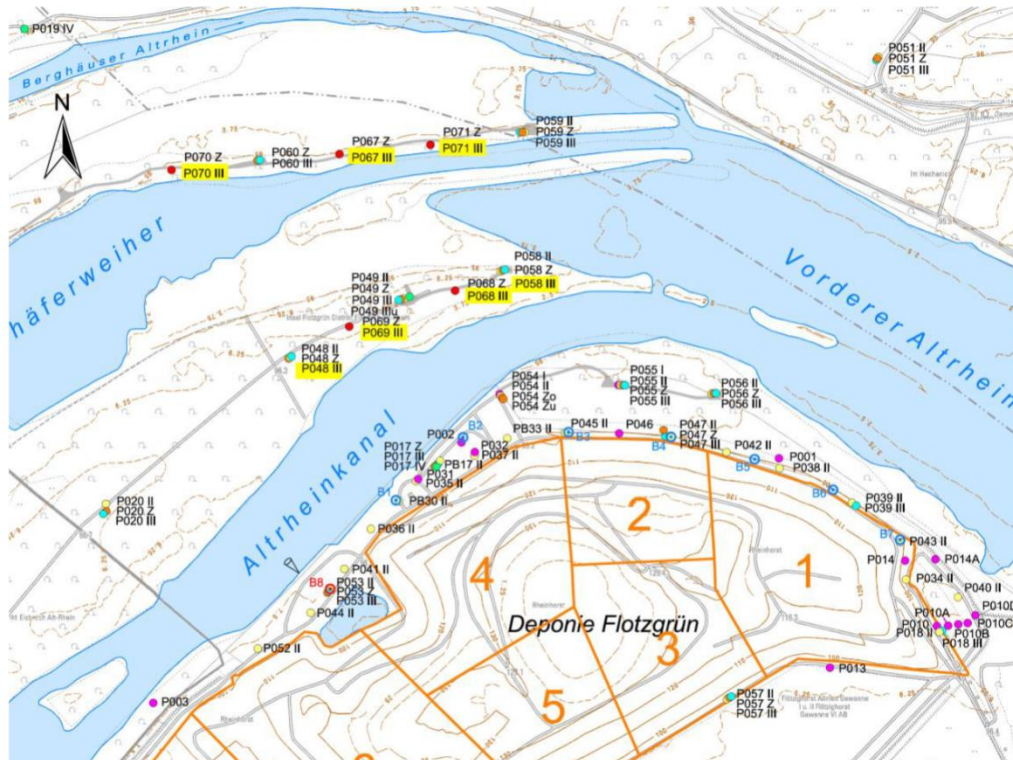 P019 IV
Berghäuser Altrhein
N
P051 II
P051 Z
P051 III
P059 II
P059 Z
P059 III
P071 Z
P071 III
P067 Z
P067 III
P060 Z
P060 III
P070 Z
P070 III
häferweiher
Vorderer Altrhein
P058 II
P058 Z
P058 III
P049 II
P049 Z
P049 III
P049 IIIu
P068 Z
P068 III
P069 Z
P069 III
P048 II
P048 Z
P048 III
P054 I
P054 II
P054 Zo
P054 Zu
P055 I
P055 II
P055 Z
P055 III
P056 II
P056 Z
P056 III
Altrheinkanal
B2
P002
P017 Z
P017 III
P017 IV
PB33 II
P032
P037 II
PB17 II
P031
P035 II
B1
PB30 II
P045 II
B3
P046
P047 II
P047 Z
P047 III
B4
P042 II
B5
P001
P038 II
B6
P039 II
P039 III
P020 II
P020 Z
P020 III
P036 II
B7
P043 II
P014
P014A
P034 II
P040 II
P041 II
B8
P053 II
P053 Z
P053 III
P044 II
P052 II
P010D
P010A
P010
P010C
P010B
P018 II
P018 III
P003
P013
P057 II
P057 Z
P057 III
1
2
3
4
5
Deponie Flotzgrün
Rheinhorst
Rheinhorst
Rheinhorst